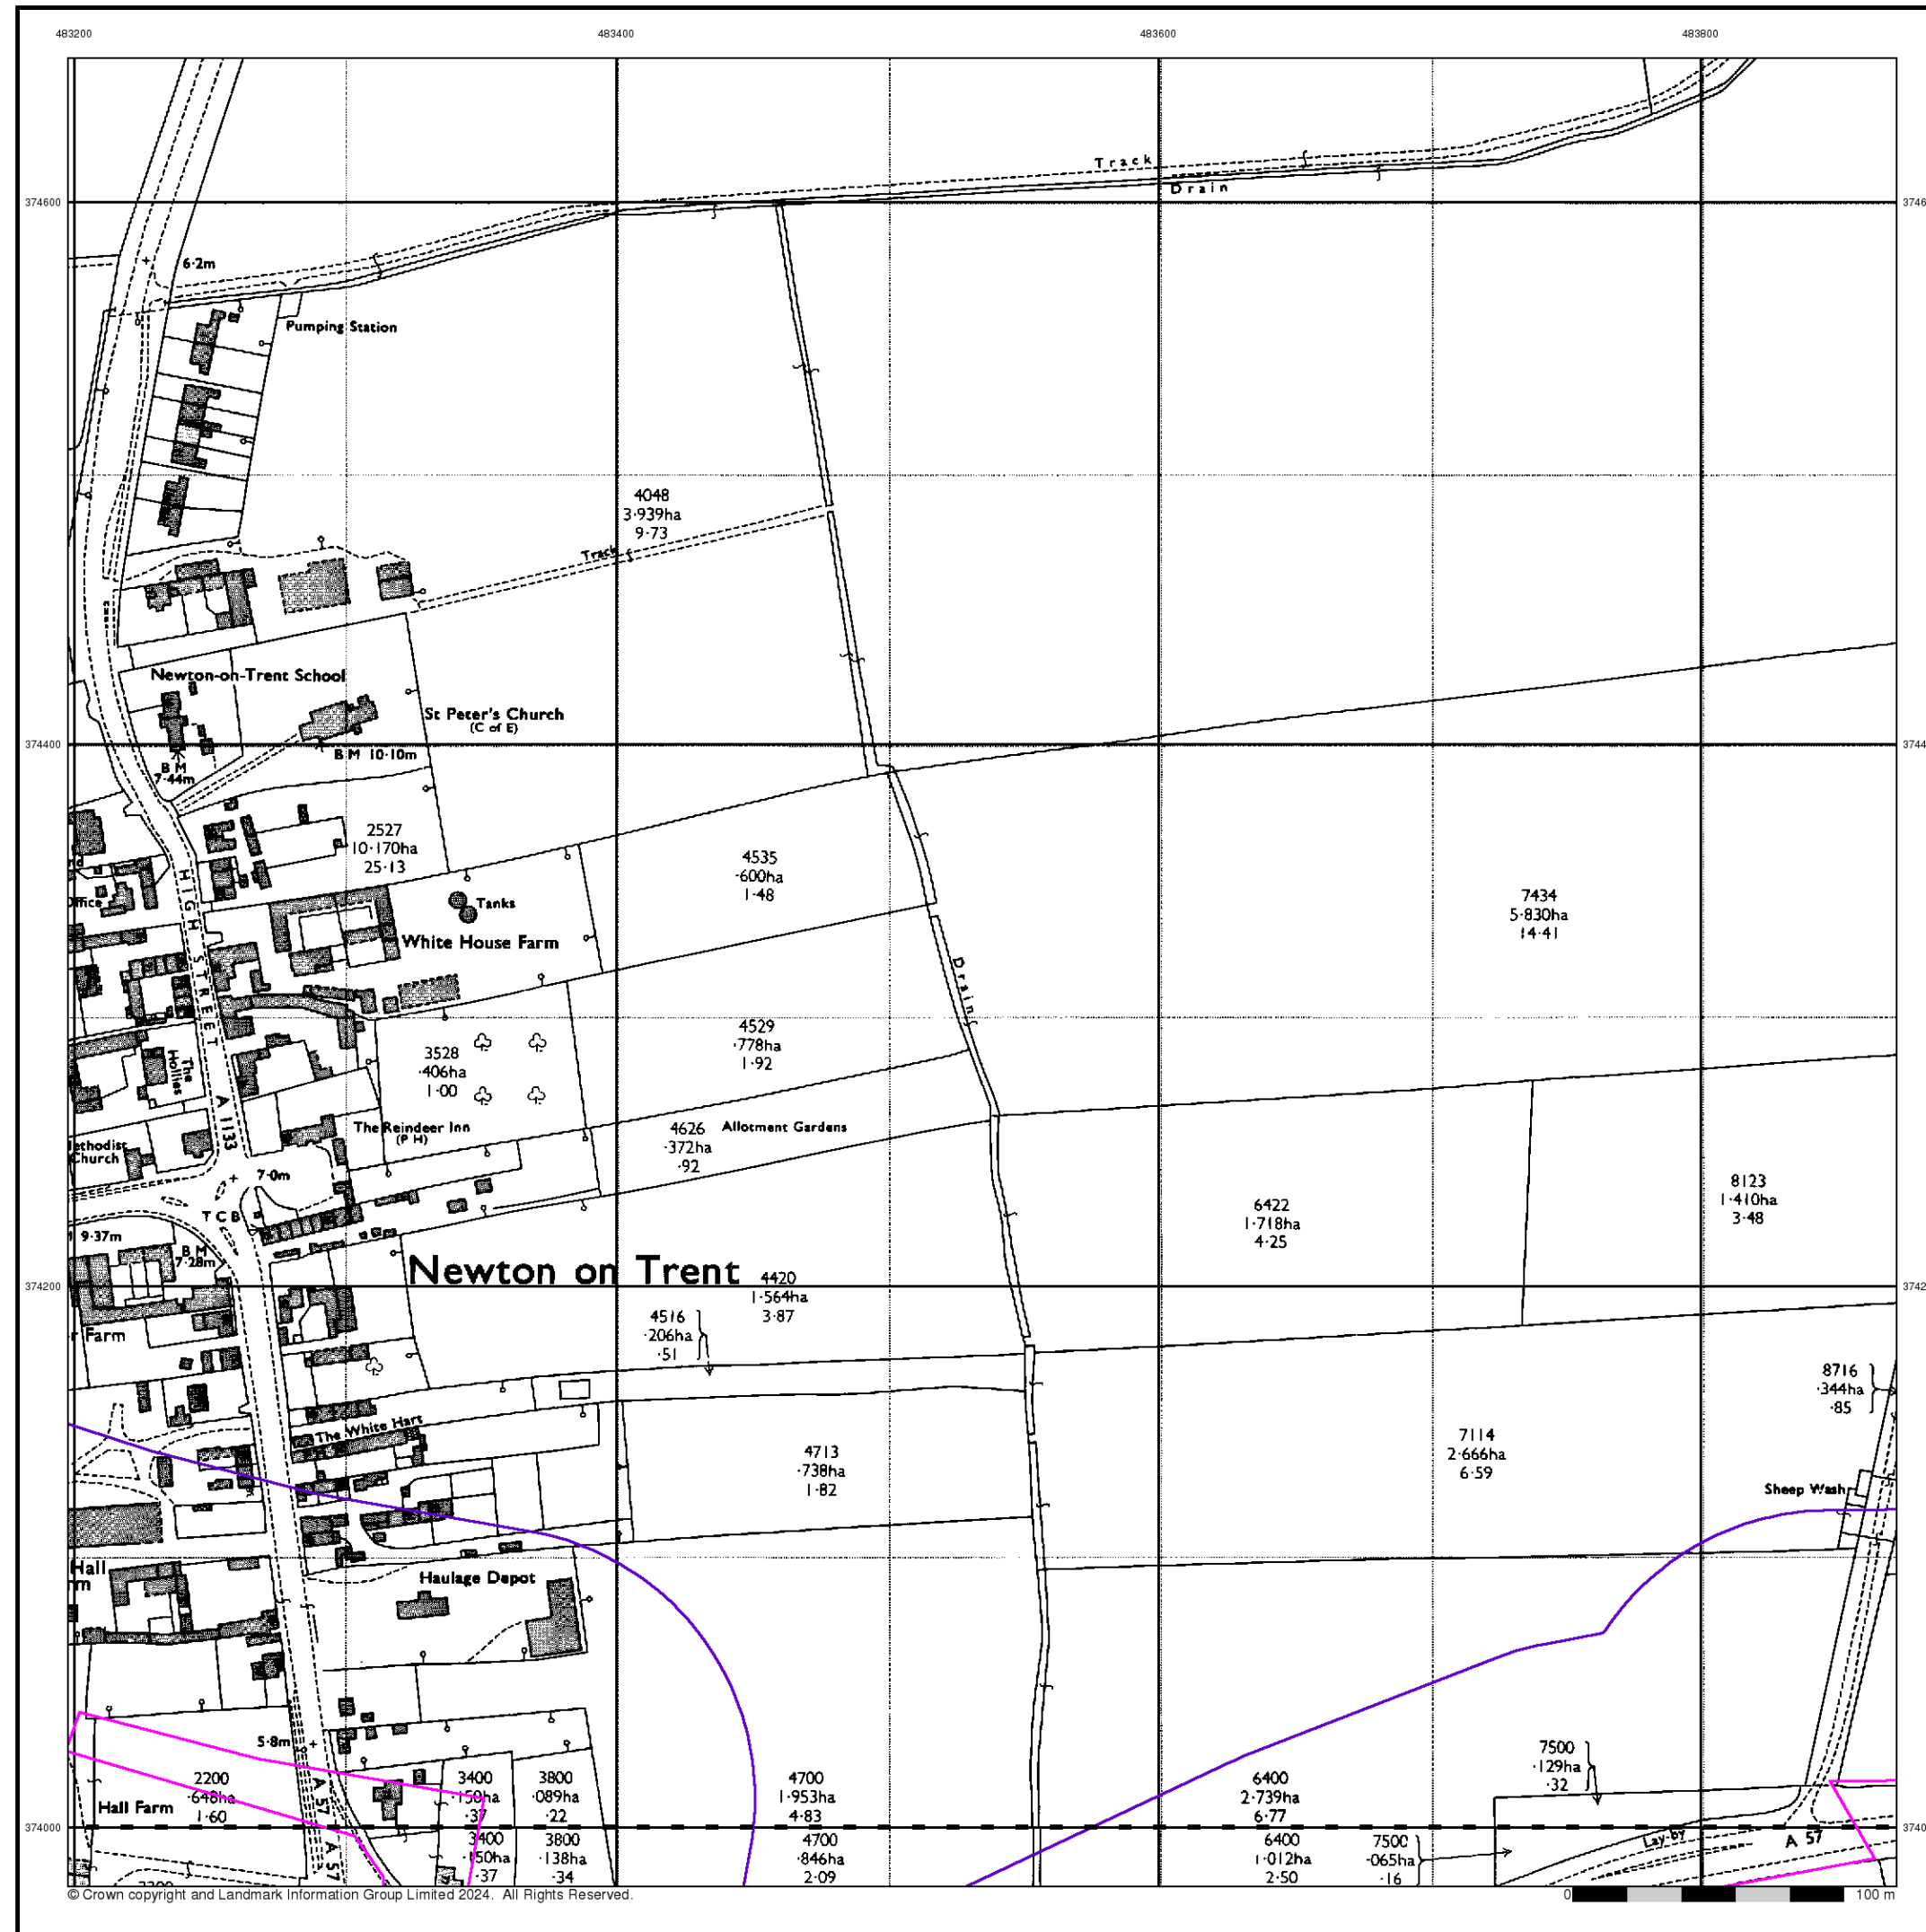 483200
483400
483600
483800
Track
Drain
374600
3746
6·2m
Pumping Station
4048
3·939ha
9·73
Track
Newton-on-Trent School
St Peter's Church
(C of E)
B M 10·10m
B M
7·44m
374400
3744
2527
10·170ha
25·13
4535
·600ha
1·48
7434
5·830ha
14·41
HIGH STREET
Office
Tanks
White House Farm
Drain
4529
·778ha
1·92
3528
·406ha
1·00
The
Hollies
A 1133
The Reindeer Inn
(P H)
4626
·372ha
·92
Allotment Gardens
Methodist
Church
7·0m
T C B
9·37m
B M
7·28m
6422
1·718ha
4·25
8123
1·410ha
3·48
Newton on Trent
374200
3742
4420
1·564ha
3·87
4516
·206ha
·51
r Farm
8716
·344ha
·85
The White Hart
4713
·738ha
1·82
7114
2·666ha
6·59
Sheep Wash
Hall
rm
Haulage Depot
5·8m
2200
·648ha
1·60
Hall Farm
A 57
A 57
3400
·150ha
·37
3800
·089ha
·22
4700
1·953ha
4·83
6400
2·739ha
6·77
7500
·129ha
·32
374000
3740
3400
·150ha
·37
3800
·138ha
·34
4700
·846ha
2·09
6400
1·012ha
2·50
7500
·065ha
·16
Lay-by
A 57
© Crown copyright and Landmark Information Group Limited 2024. All Rights Reserved.
0
100 m